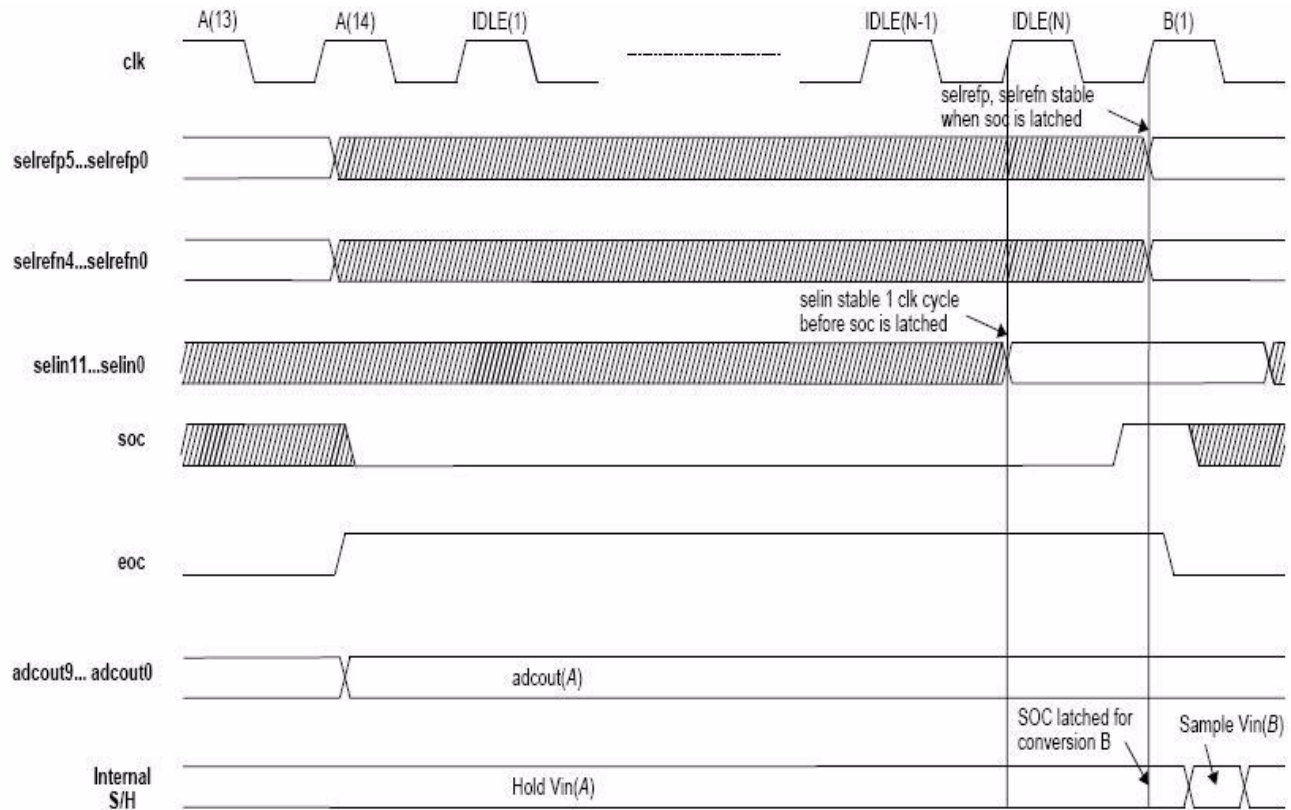 A(13) A(14) IDLE(1) IDLE(N-1) IDLE(N) B(1)
clk
selrefp, selrefn stable
when soc is latched
selrefp5...selrefp0
selrefn4...selrefn0
selin stable 1 clk cycle
before soc is latched
selin11...selin0
soc
eoc
adcout9... adcout0
adcout(A)
SOC latched for
conversion B
Sample Vin(B)
Internal
S/H
Hold Vin(A)